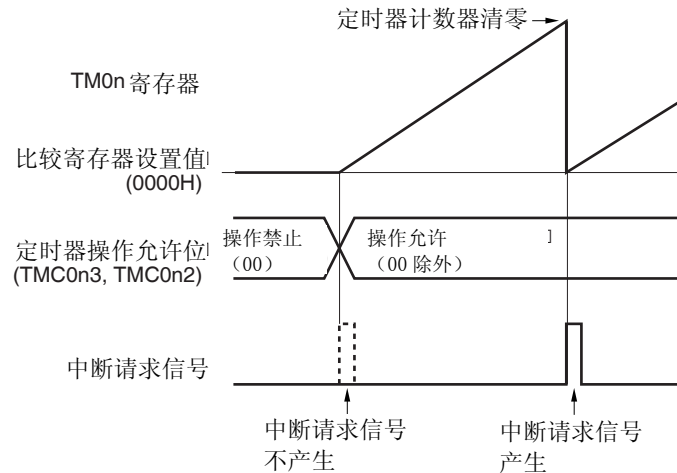 定时器计数器清零
TM0n 寄存器
比较寄存器设置值
(0000H)
定时器操作允许位
(TMC0n3, TMC0n2)
操作禁止
（00）
操作允许
（00 除外）
]
中断请求信号
中断请求信号
不产生
中断请求信号
产生